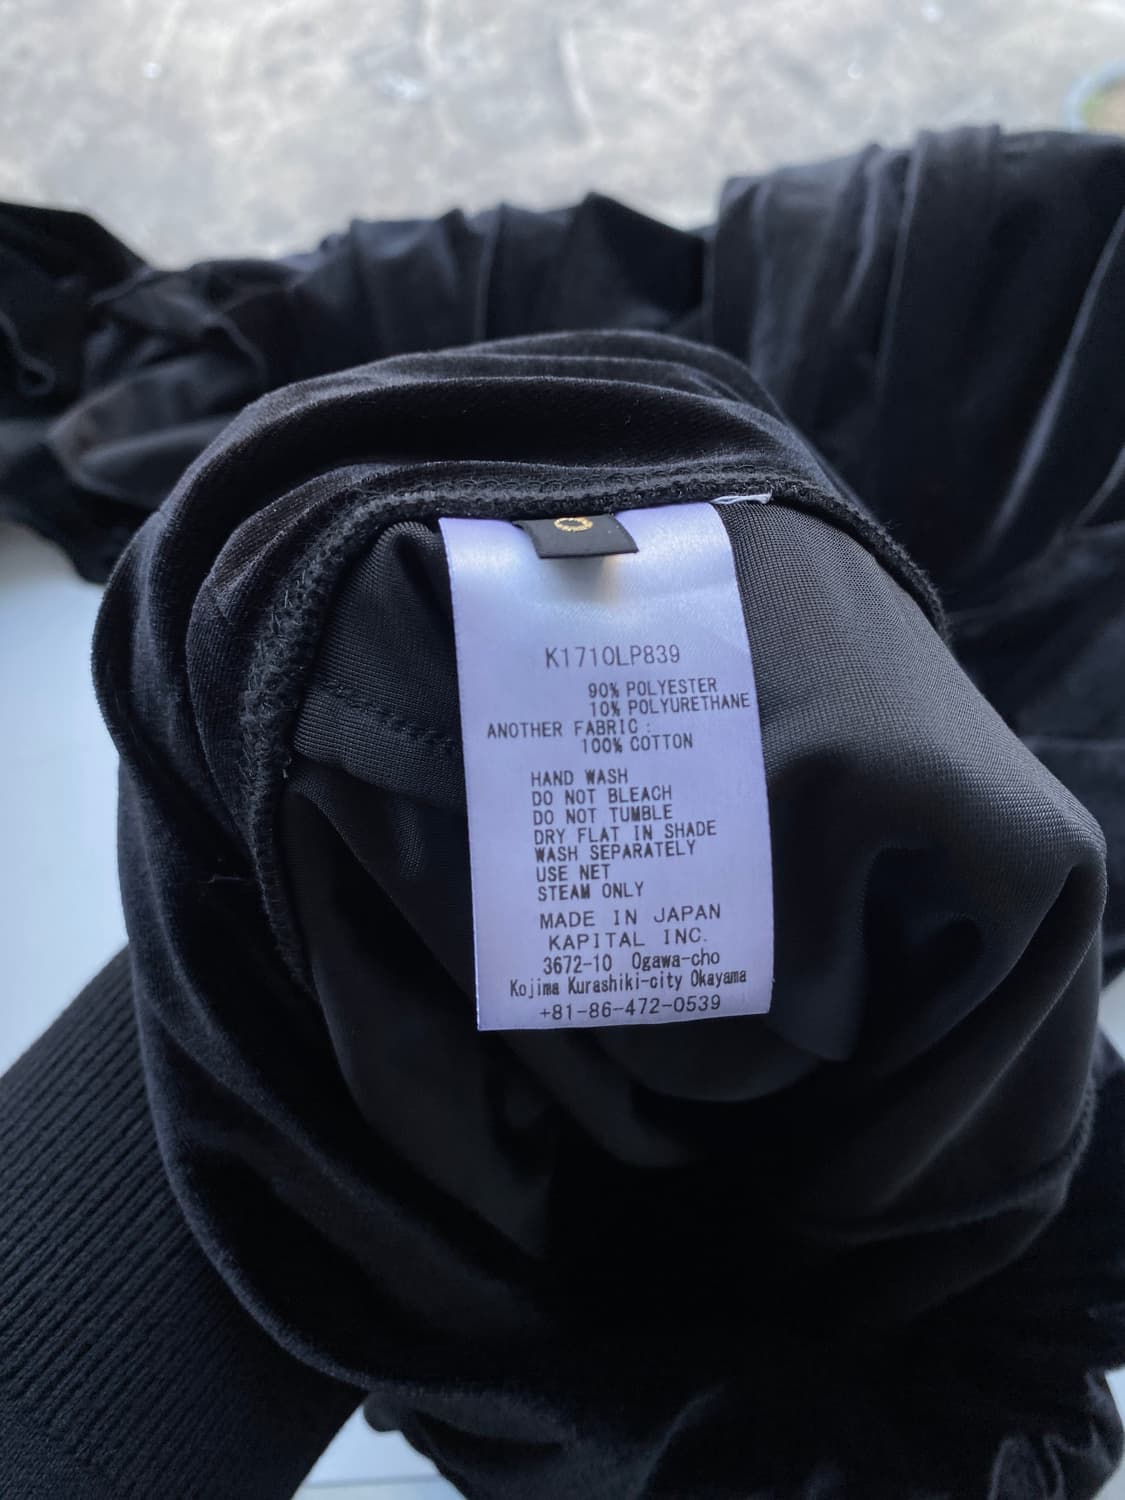 K1710LP839
90% POLYESTER
10% POLYURETHANE
ANOTHER FABRIC :
100% COTTON
HAND WASH
DO NOT BLEACH
DO NOT TUMBLE
DRY FLAT IN SHADE
WASH SEPARATELY
USE NET
STEAM ONLY
MADE IN JAPAN
KAPITAL INC.
3672-10 Ogawa-cho
Kojima Kurashiki-city Okayama
+81-86-472-0539